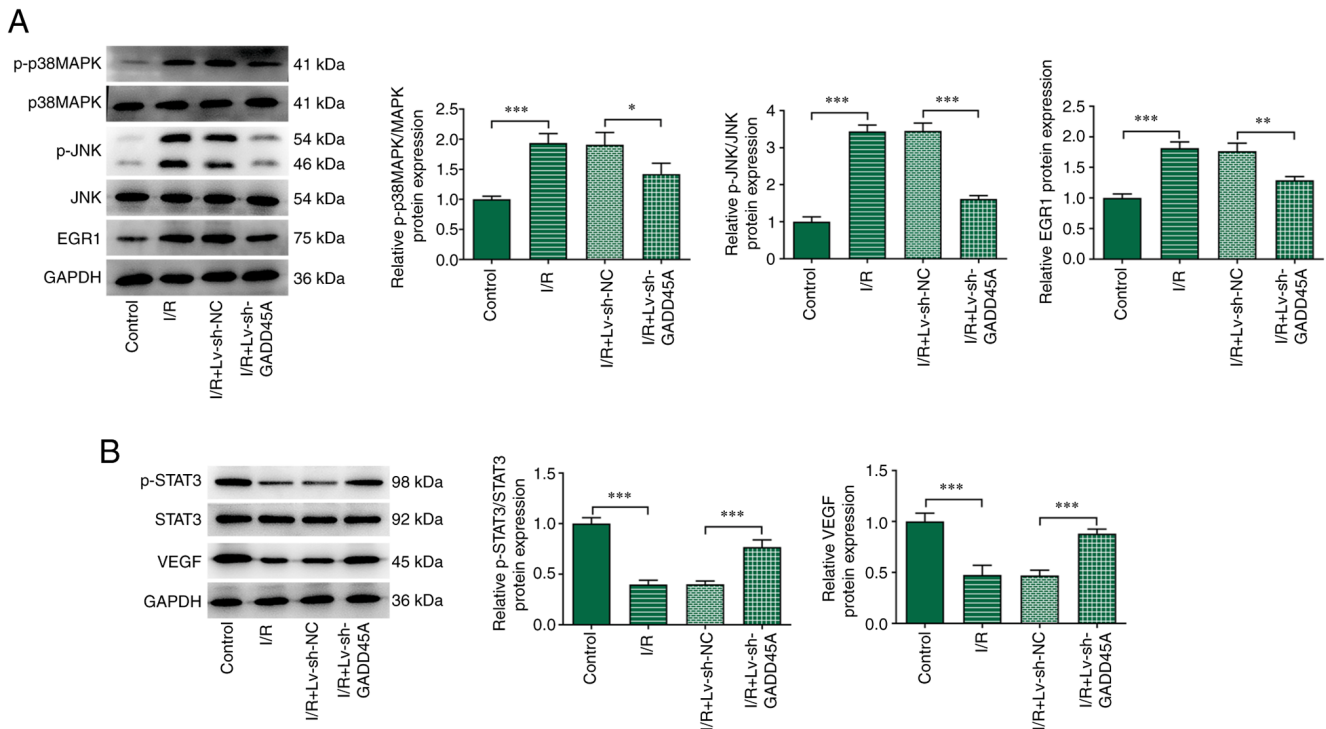 A
p-p38MAPK
41 kDa
p38MAPK
41 kDa
p-JNK
54 kDa
46 kDa
JNK
54 kDa
EGR1
75 kDa
GAPDH
36 kDa
Control
I/R
I/R+Lv-sh-NC
I/R+Lv-sh-
GADD45A
Relative p-p38MAPK/MAPK
protein expression
2.5
2.0
1.5
1.0
0.5
0.0
***
*
Control
I/R
I/R+Lv-sh-NC
I/R+Lv-sh-
GADD45A
Relative p-JNK/JNK
protein expression
4
3
2
1
0
***
***
Control
I/R
I/R+Lv-sh-NC
I/R+Lv-sh-
GADD45A
Relative EGR1 protein expression
2.5
2.0
1.5
1.0
0.5
0.0
***
**
Control
I/R
I/R+Lv-sh-NC
I/R+Lv-sh-
GADD45A
B
p-STAT3
98 kDa
STAT3
92 kDa
VEGF
45 kDa
GAPDH
36 kDa
Control
I/R
I/R+Lv-sh-NC
I/R+Lv-sh-
GADD45A
Relative p-STAT3/STAT3
protein expression
1.5
1.0
0.5
0.0
***
***
Control
I/R
I/R+Lv-sh-NC
I/R+Lv-sh-
GADD45A
Relative VEGF
protein expression
1.5
1.0
0.5
0.0
***
***
Control
I/R
I/R+Lv-sh-NC
I/R+Lv-sh-
GADD45A